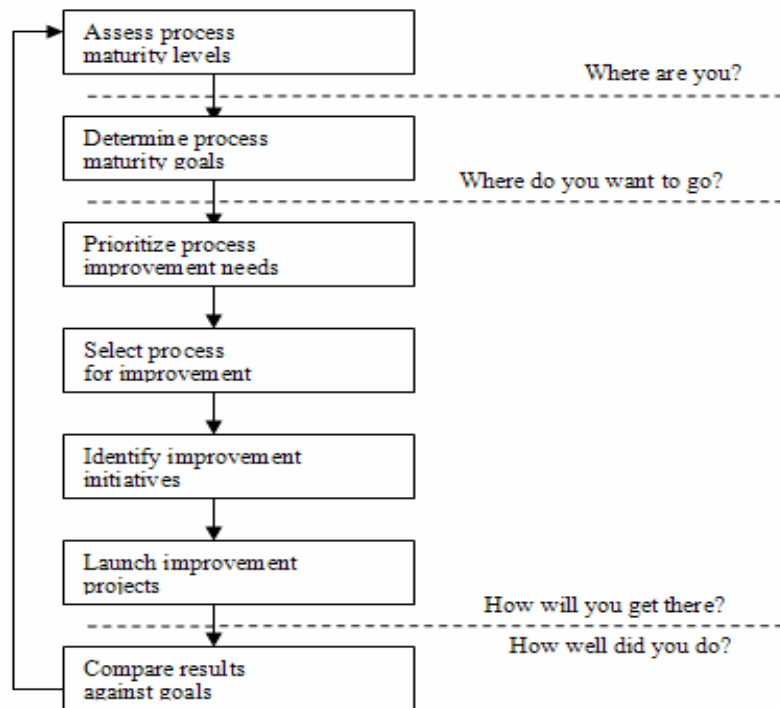 Assess process
maturity levels
Where are you?
Determine process
maturity goals
Where do you want to go?
Prioritize process
improvement needs
Select process
for improvement
Identify improvement
initiatives
Launch improvement
projects
How will you get there?
How well did you do?
Compare results
against goals